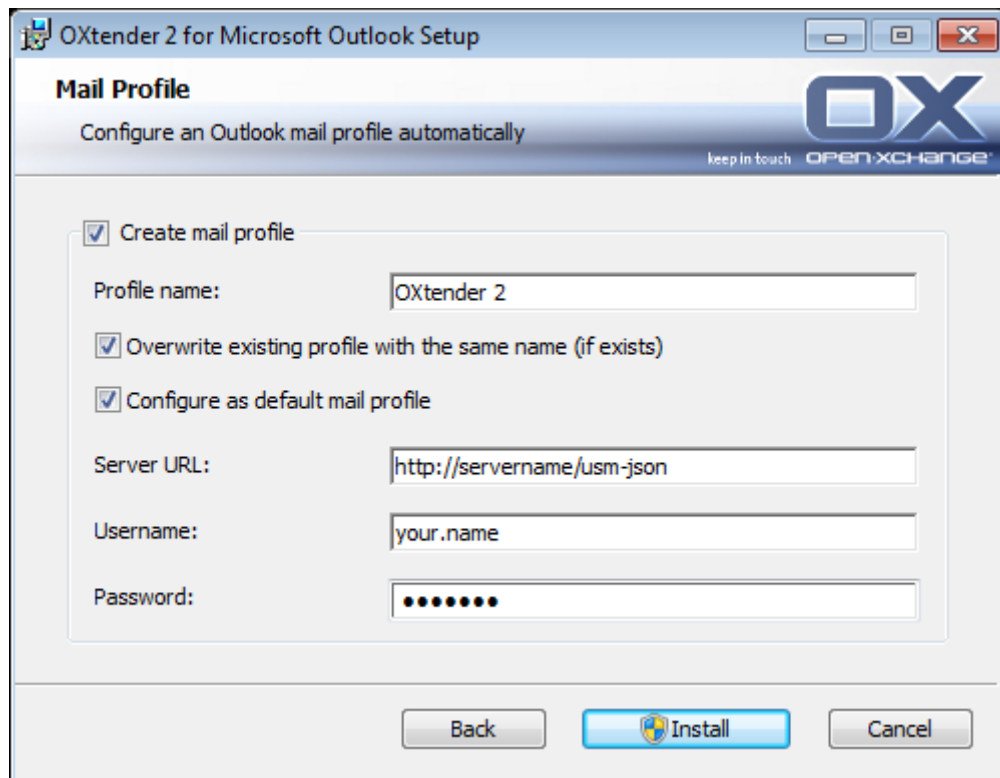 OXtender 2 for Microsoft Outlook Setup
Mail Profile
Configure an Outlook mail profile automatically
OX
keep in touch OPEN-XCHANGE
Create mail profile
Profile name: OXtender 2
Overwrite existing profile with the same name (if exists)
Configure as default mail profile
Server URL: http://servername/usm-json
Username: your.name
Password: •••••••
Back Install Cancel